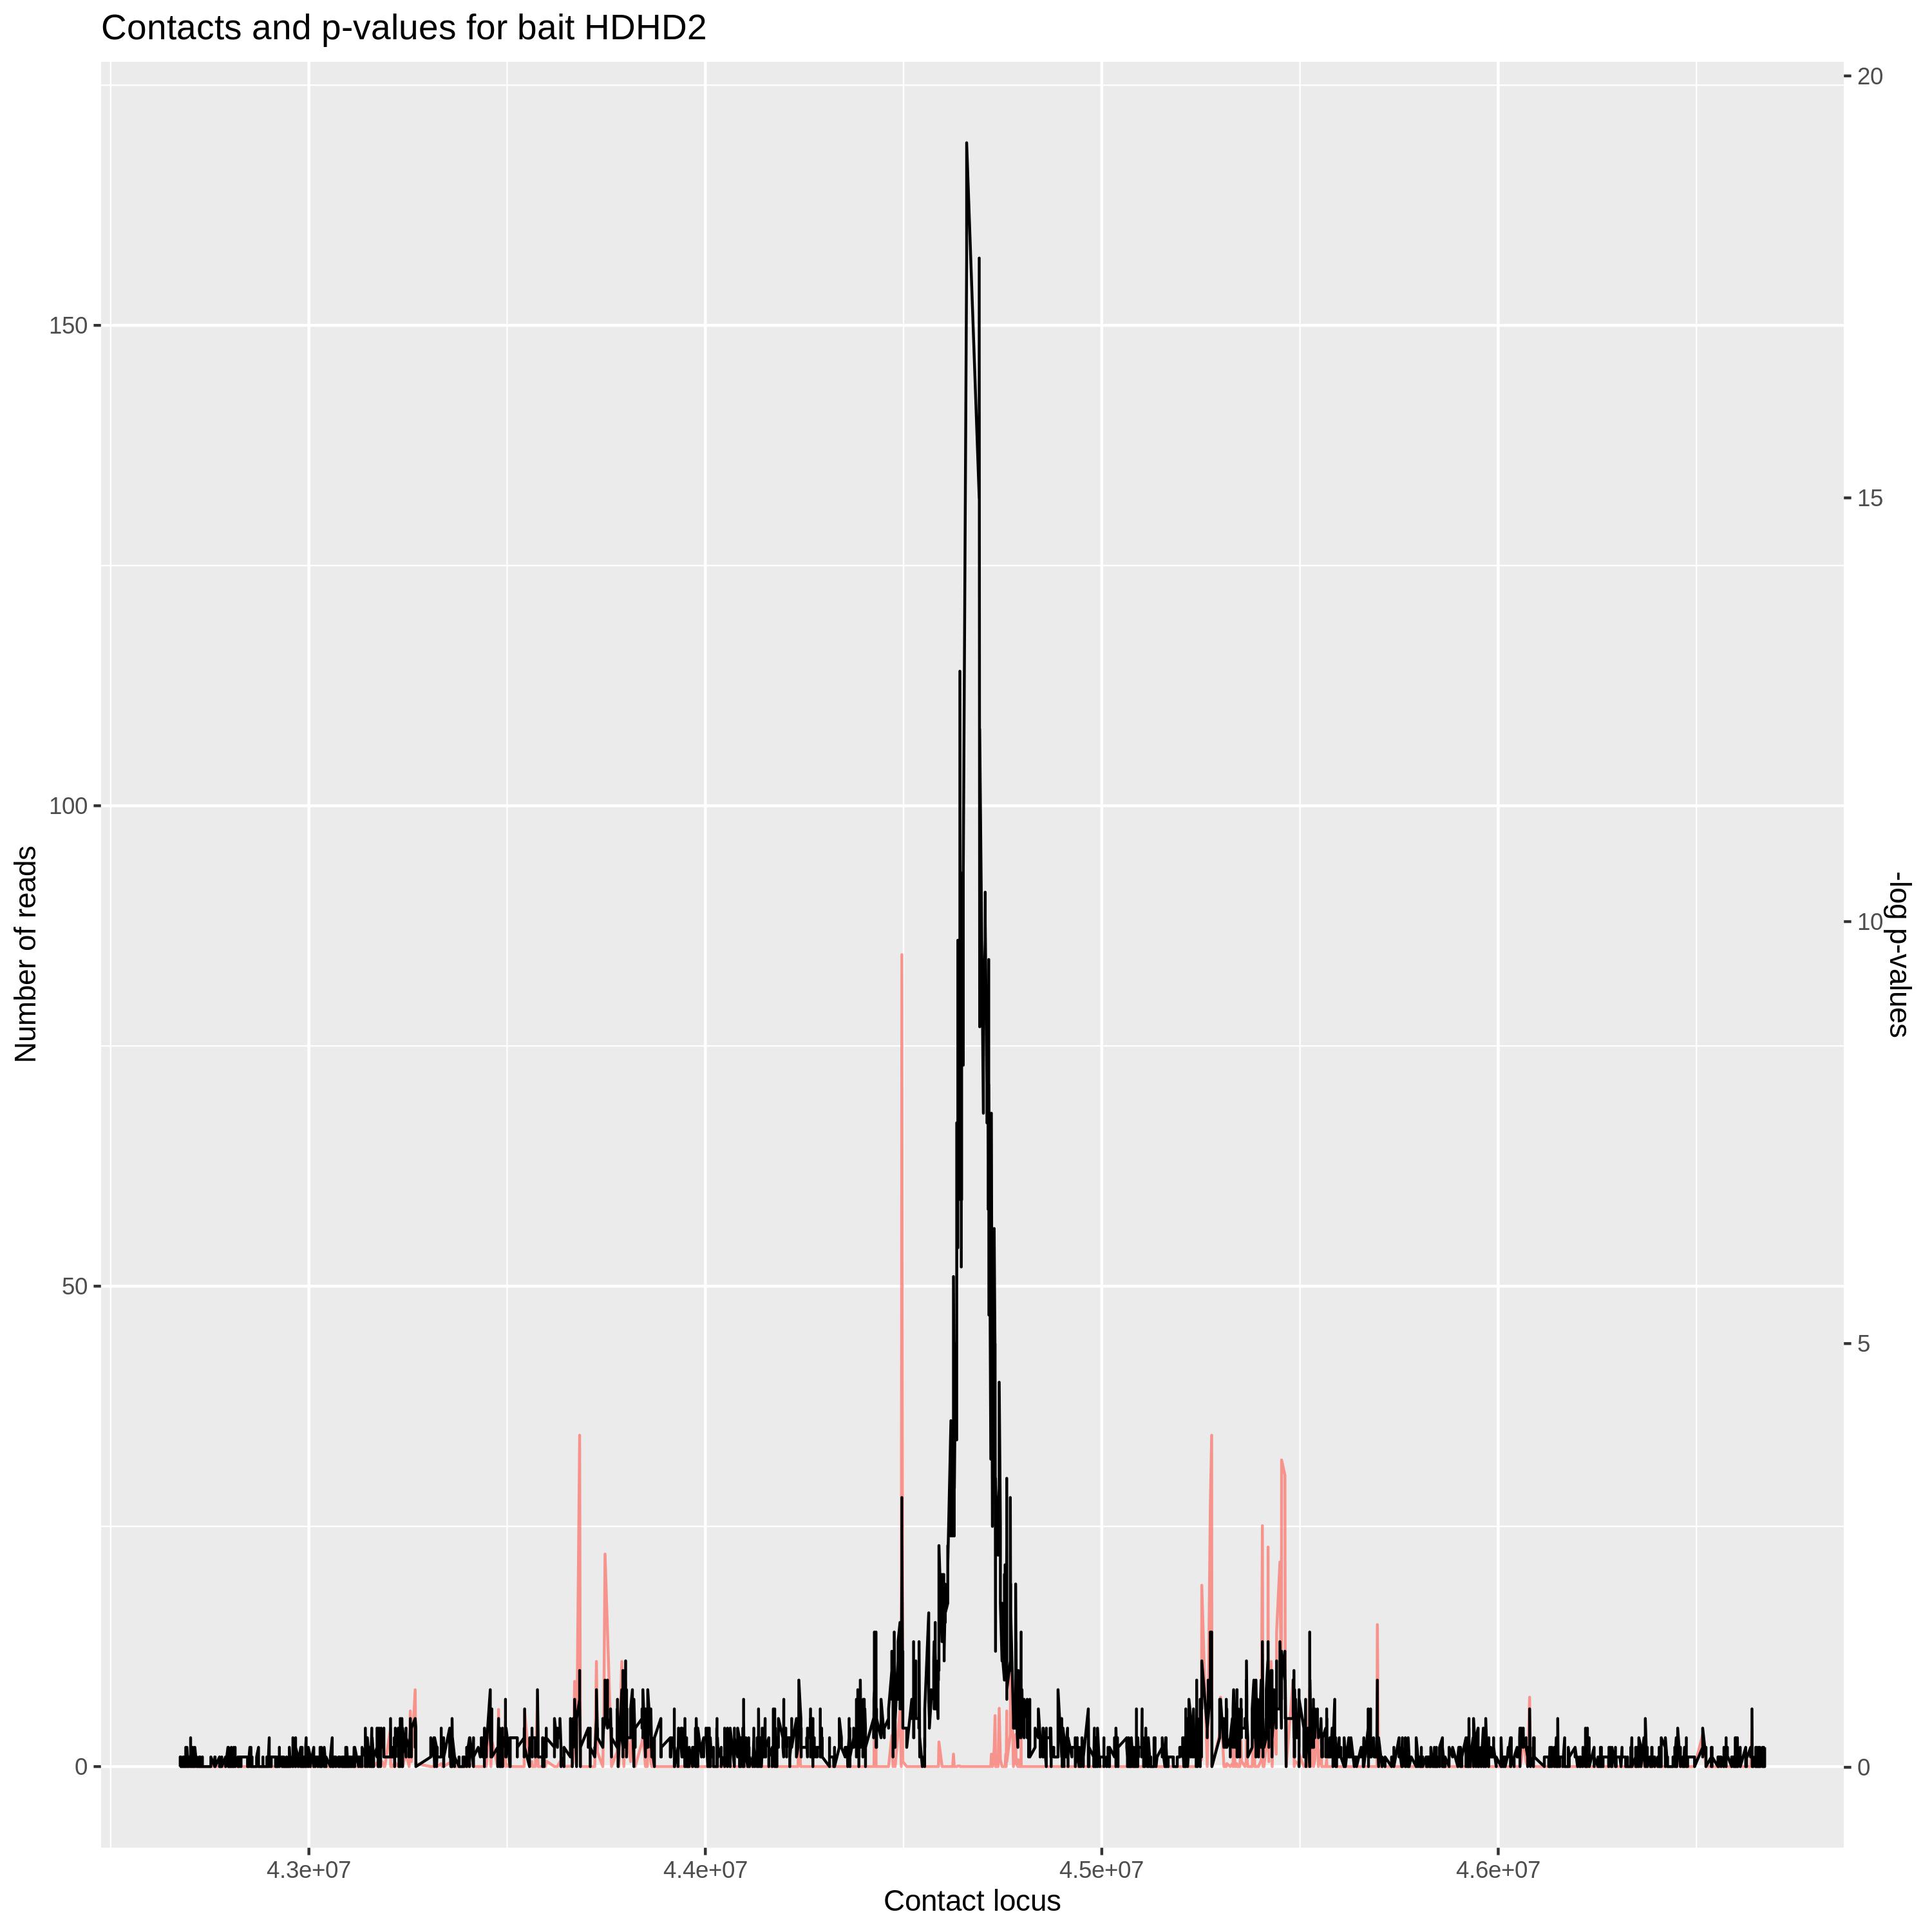 Contacts and p-values for bait HDHD2
20
150
15
100
10
50
5
0
0
Number of reads
-log p-values
4.3e+07
4.4e+07
4.5e+07
4.6e+07
Contact locus